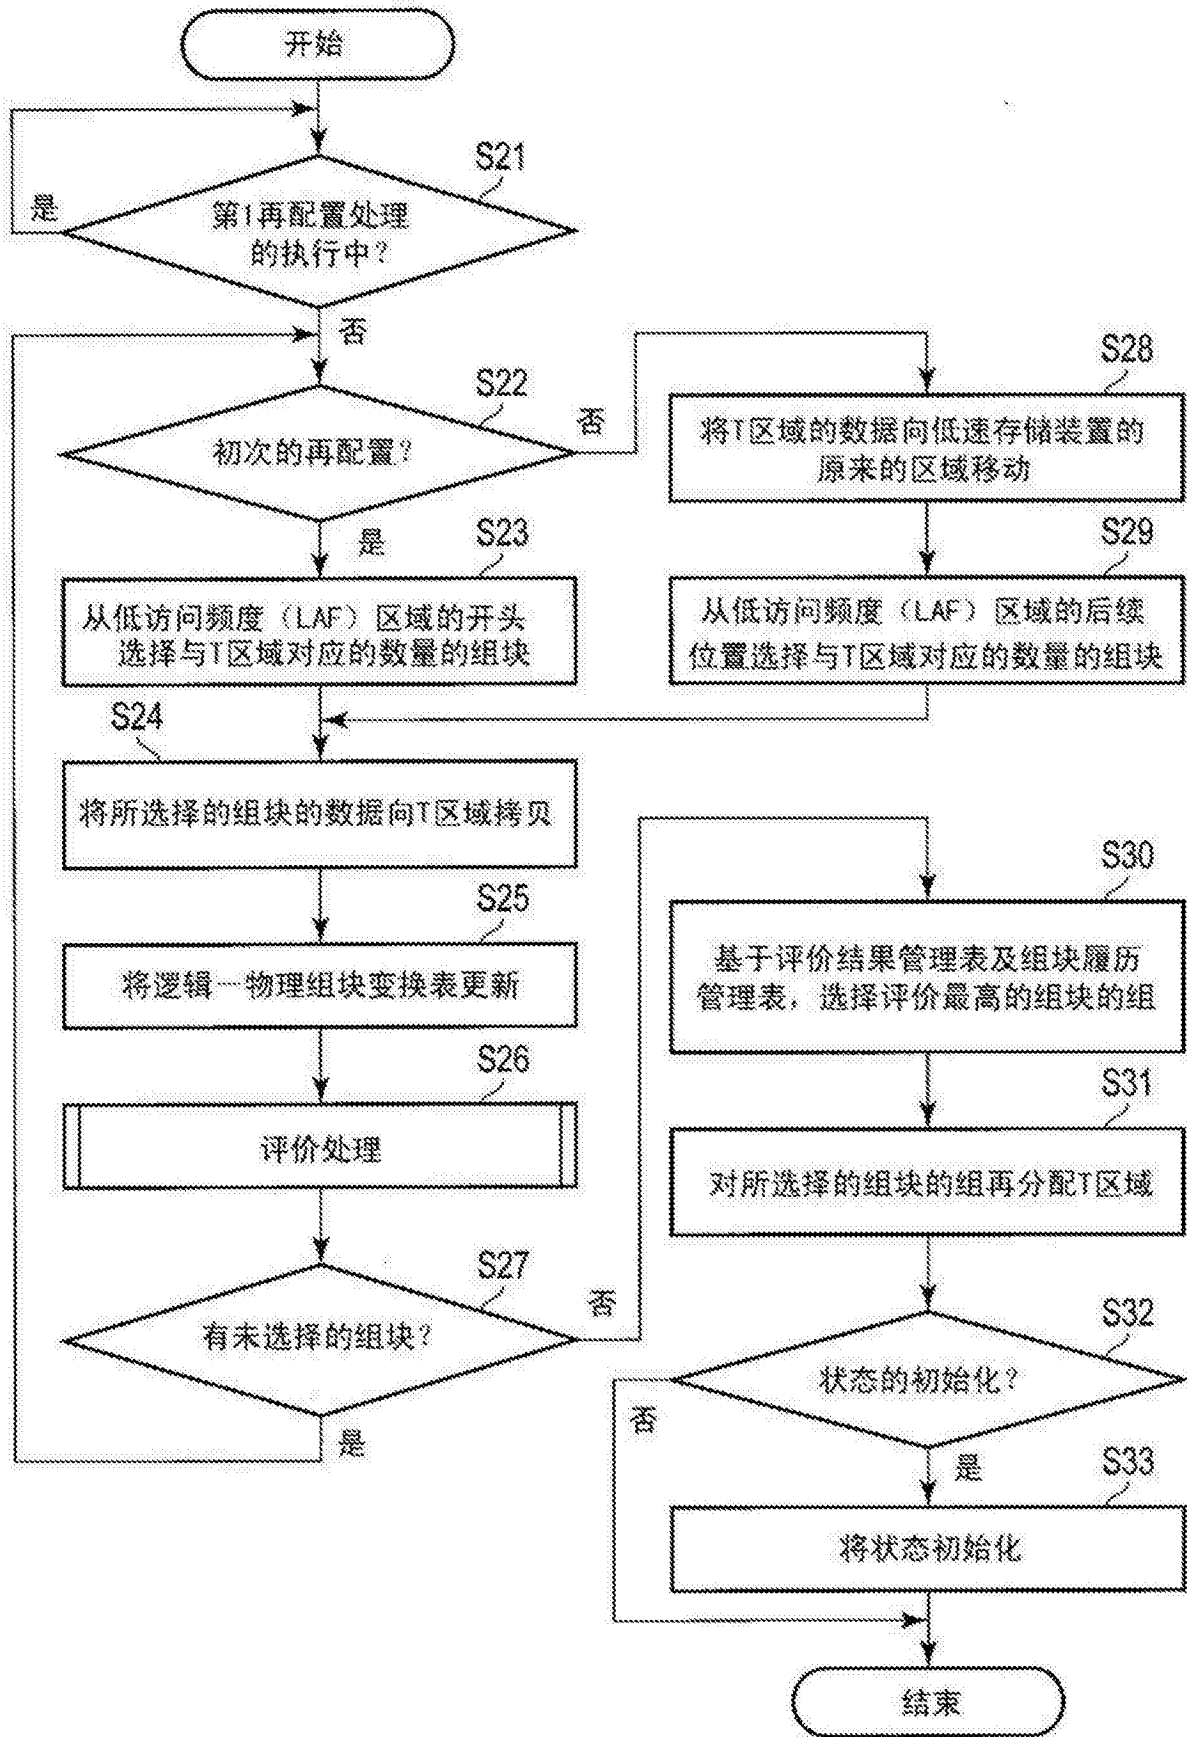 开始
S21
第1再配置处理
的执行中？
是
否
S22
初次的再配置？
否
是
S28
将T区域的数据向低速存储装置的
原来的区域移动
S23
从低访问频度（LAF）区域的开头
选择与T区域对应的数量的组块
S29
从低访问频度（LAF）区域的后续
位置选择与T区域对应的数量的组块
S24
将所选择的组块的数据向T区域拷贝
S25
将逻辑—物理组块变换表更新
S26
评价处理
S27
有未选择的组块？
否
是
S30
基于评价结果管理表及组块履历
管理表，选择评价最高的组块的组
S31
对所选择的组块的组再分配T区域
S32
状态的初始化？
否
是
S33
将状态初始化
结束